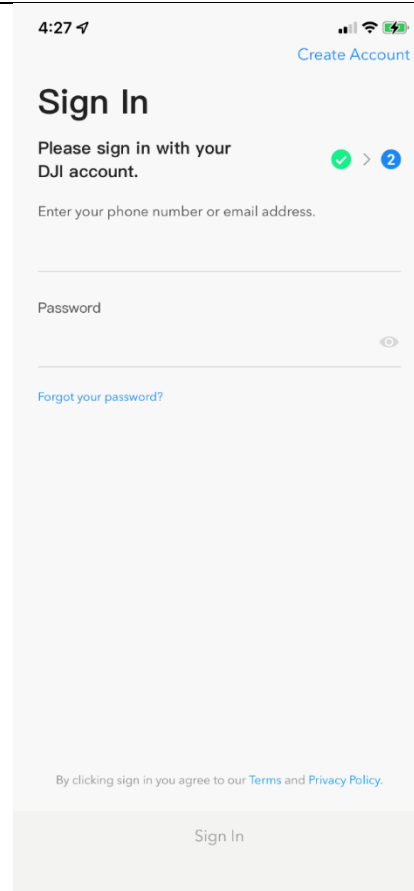 4:27
Create Account
Sign In
Please sign in with your
DJI account.
2
Enter your phone number or email address.
Password
Forgot your password?
By clicking sign in you agree to our Terms and Privacy Policy.
Sign In